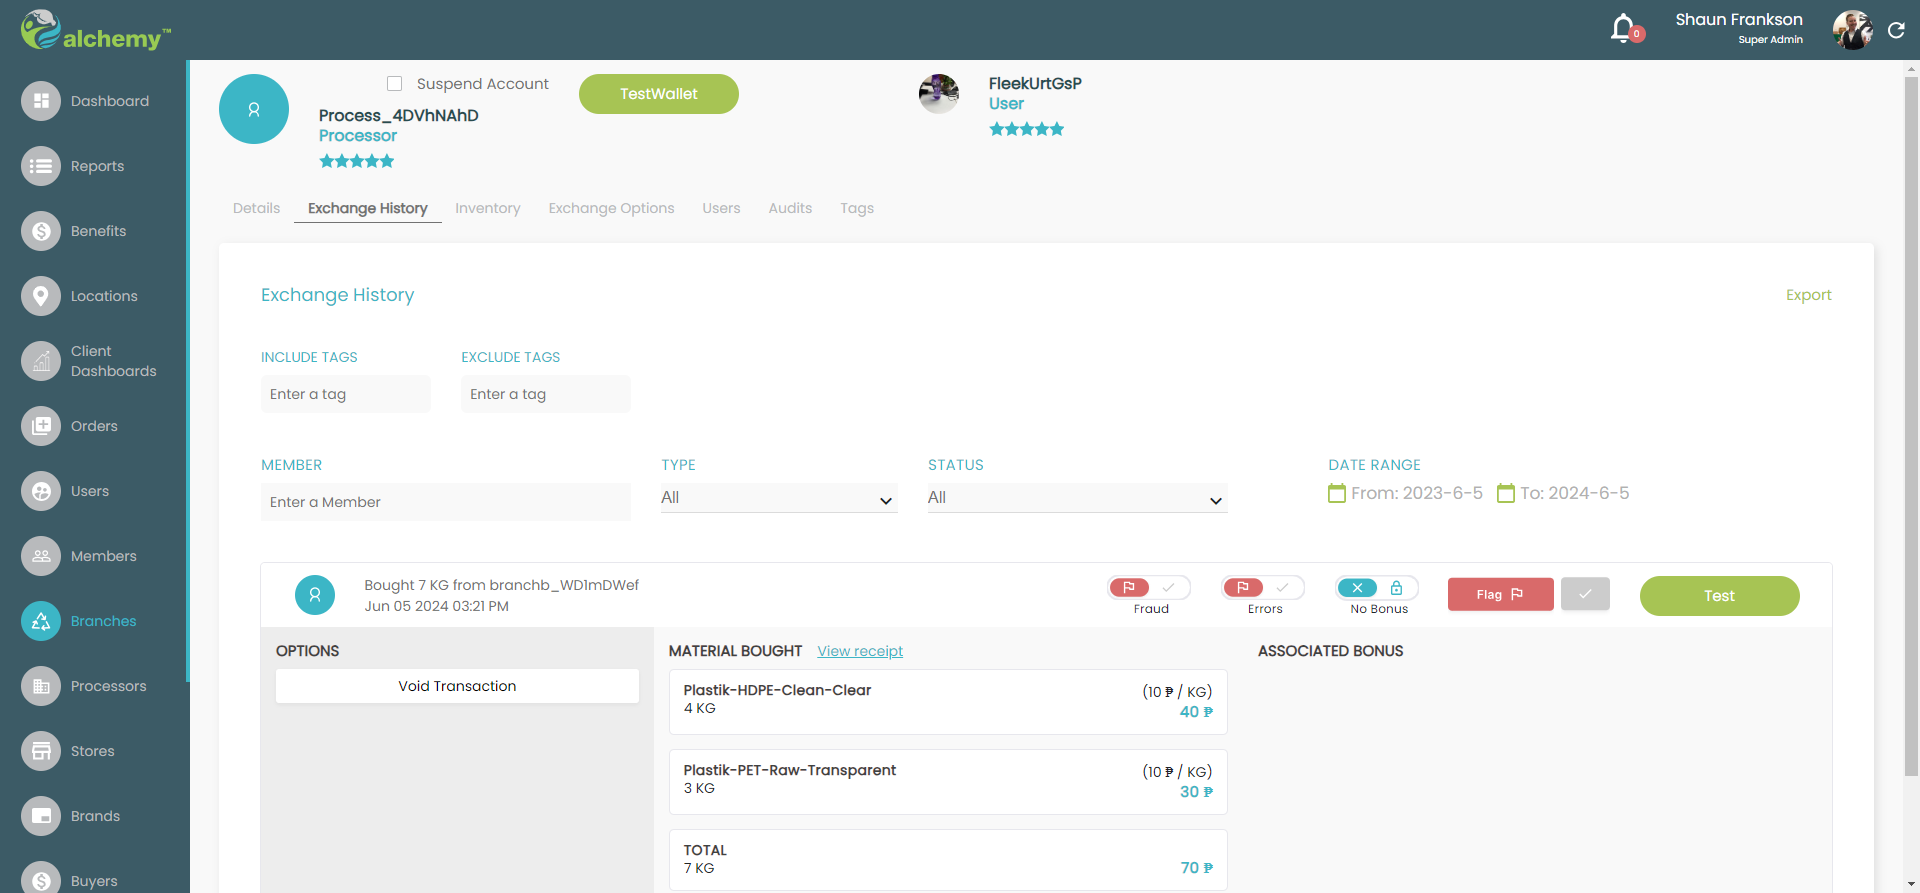 alchemy™
0
Shaun Frankson
Super Admin
Dashboard
Reports
Benefits
Locations
Client
Dashboards
Orders
Users
Members
Branches
Processors
Stores
Brands
Buyers
Suspend Account
TestWallet
Process_4DVhNAhD
Processor
FleekUrtGsP
User
Details
Exchange History
Inventory
Exchange Options
Users
Audits
Tags
Exchange History
Export
INCLUDE TAGS
EXCLUDE TAGS
Enter a tag
Enter a tag
MEMBER
TYPE
STATUS
DATE RANGE
Enter a Member
All
All
From: 2023-6-5
To: 2024-6-5
Bought 7 KG from branchb_WD1mDWef
Jun 05 2024 03:21 PM
Fraud
Errors
No Bonus
Flag
Test
OPTIONS
Void Transaction
MATERIAL BOUGHT
View receipt
ASSOCIATED BONUS
Plastik-HDPE-Clean-Clear
(10 ₱ / KG)
4 KG
40 ₱
Plastik-PET-Raw-Transparent
(10 ₱ / KG)
3 KG
30 ₱
TOTAL
7 KG
70 ₱